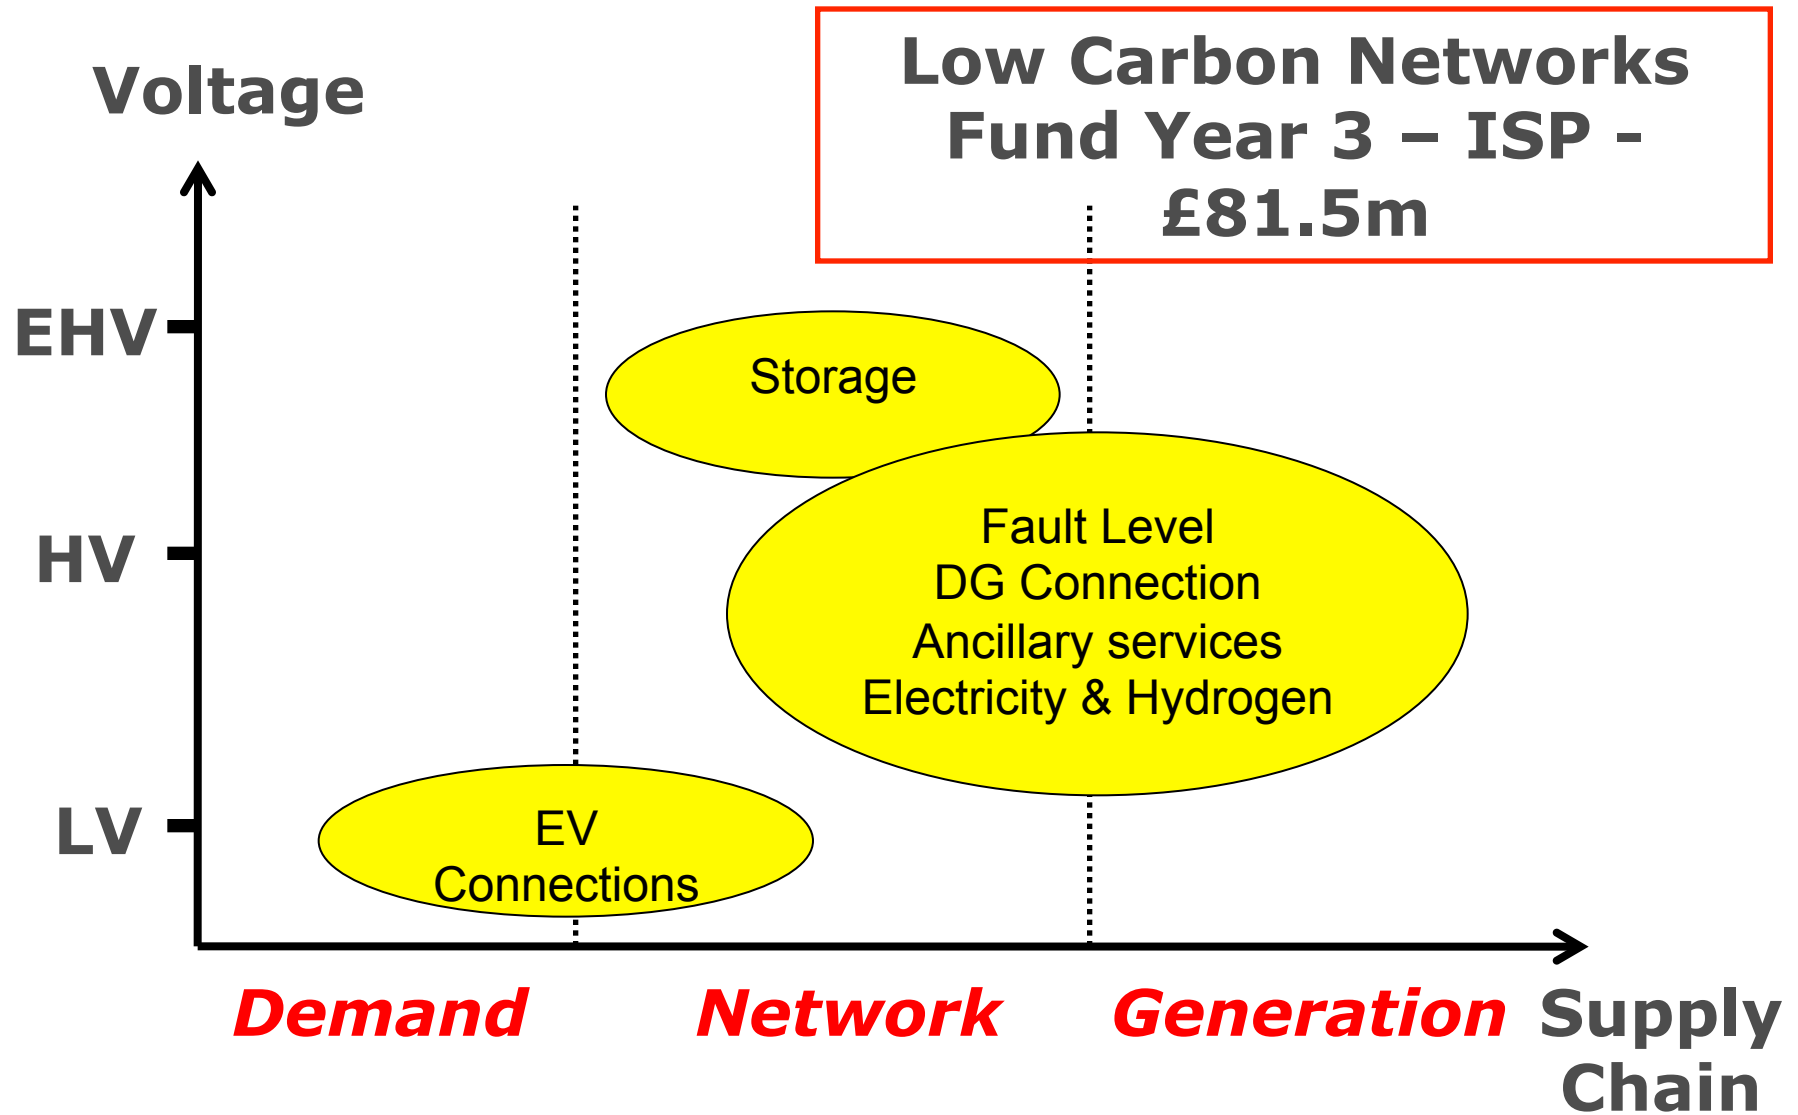 Low Carbon Networks
Fund Year 3 – ISP -
£81.5m
Voltage
EHV
HV
LV
Storage
Fault Level
DG Connection
Ancillary services
Electricity & Hydrogen
EV
Connections
Demand
Network
Generation
Supply
Chain